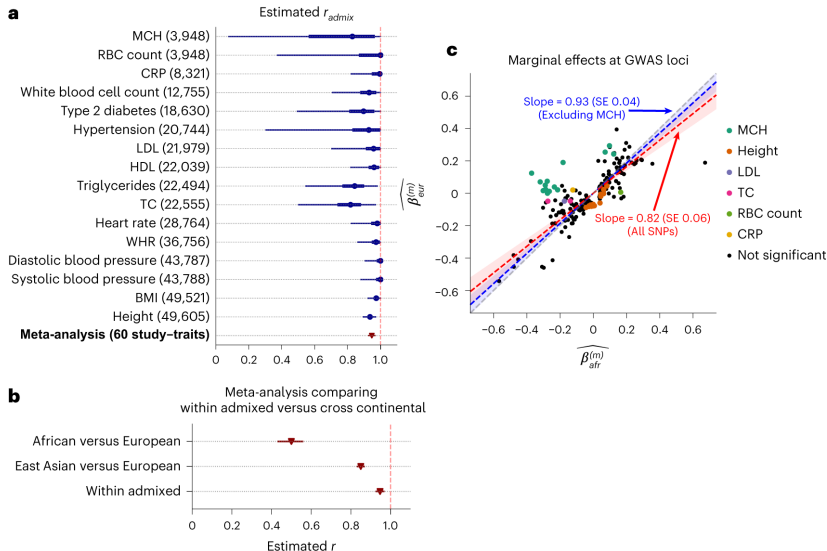 a
Estimated r_admix
MCH (3,948)
RBC count (3,948)
CRP (8,321)
White blood cell count (12,755)
Type 2 diabetes (18,630)
Hypertension (20,744)
LDL (21,979)
HDL (22,039)
Triglycerides (22,494)
TC (22,555)
Heart rate (28,764)
WHR (36,756)
Diastolic blood pressure (43,787)
Systolic blood pressure (43,788)
BMI (49,521)
Height (49,605)
Meta-analysis (60 study–traits)
0 0.2 0.4 0.6 0.8 1.0
b
Meta-analysis comparing
within admixed versus cross continental
African versus European
East Asian versus European
Within admixed
0 0.2 0.4 0.6 0.8 1.0
Estimated r
c
Marginal effects at GWAS loci
Slope = 0.93 (SE 0.04)
(Excluding MCH)
Slope = 0.82 (SE 0.06)
(All SNPs)
0.6
0.4
0.2
0
−0.2
−0.4
−0.6
β̂_eur^(m)
−0.6 −0.4 −0.2 0 0.2 0.4 0.6
β̂_afr^(m)
MCH
Height
LDL
TC
RBC count
CRP
Not significant